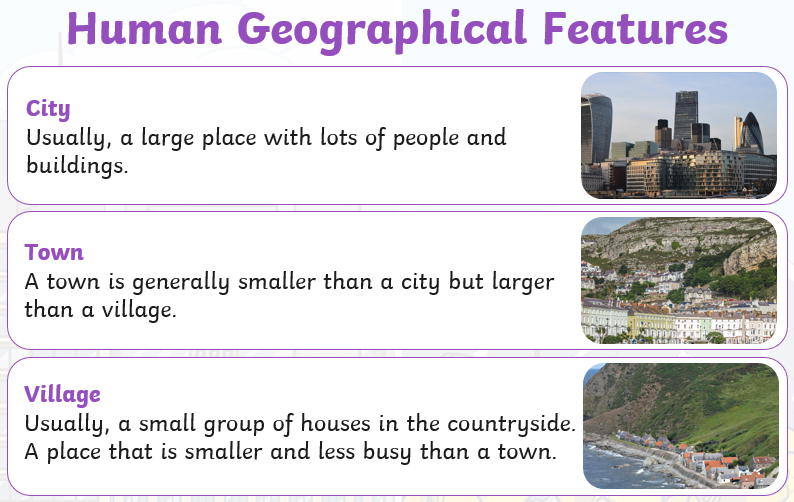 Human Geographical Features
City
Usually, a large place with lots of people and
buildings.
Town
A town is generally smaller than a city but larger
than a village.
Village
Usually, a small group of houses in the countryside.
A place that is smaller and less busy than a town.